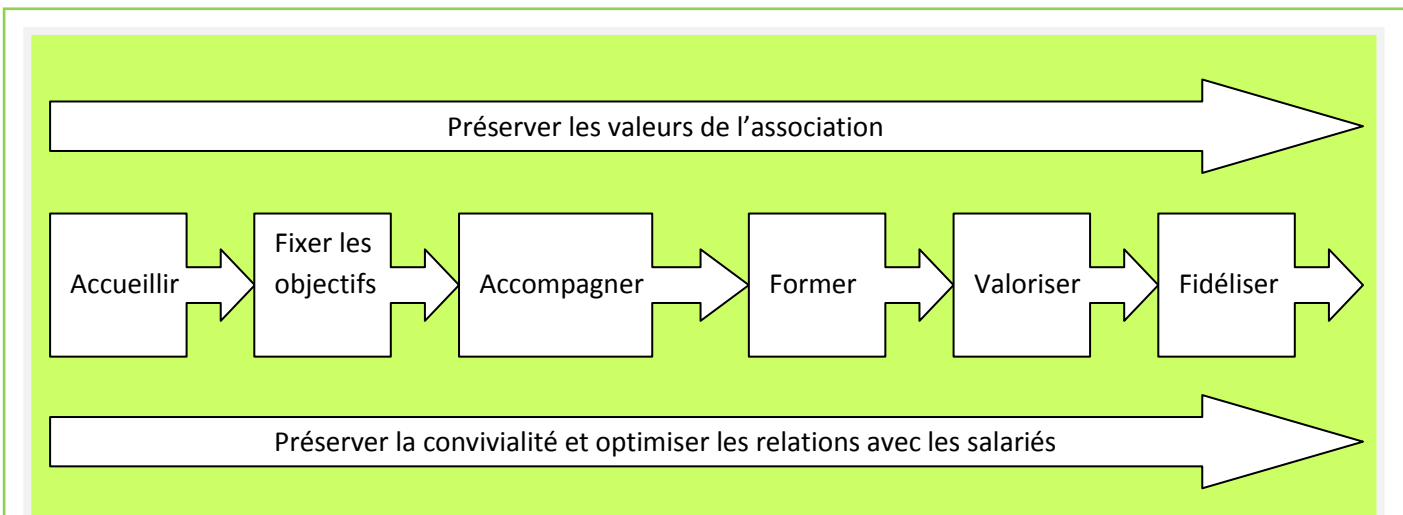 Préserver les valeurs de l’association
Accueillir
Fixer les
objectifs
Accompagner
Former
Valoriser
Fidéliser
Préserver la convivialité et optimiser les relations avec les salariés